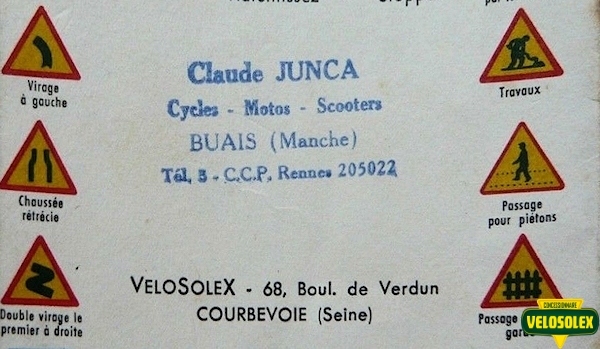 Virage
à gauche
Claude JUNCA
Cycles - Motos - Scooters
BUAIS (Manche)
Tél. 3 - C.C.P. Rennes 205022
Travaux
Chaussée
rétrécie
Passage
pour piétons
Double virage le
premier à droite
VELOSOLEX - 68, Boul. de Verdun
COURBEVOIE (Seine)
Passage
CONCESSIONNAIRE
VELOSOLEX